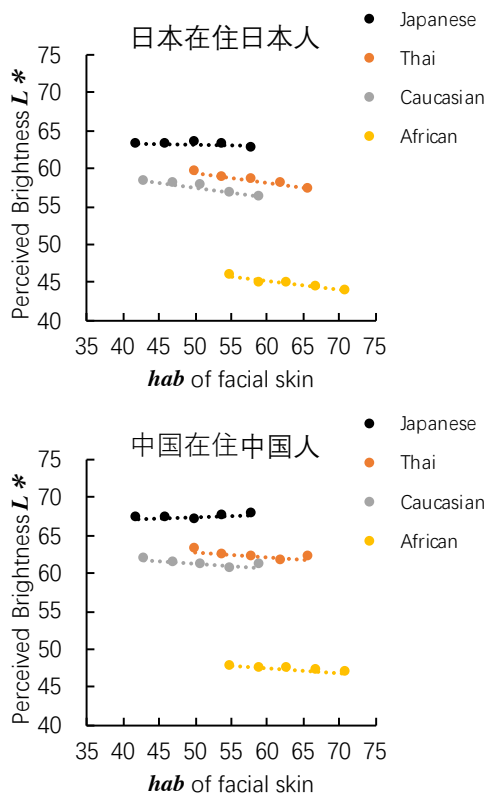 日本在住日本人
Japanese
Thai
Caucasian
African
Perceived Brightness L*
75
70
65
60
55
50
45
40
35 40 45 50 55 60 65 70 75
hab of facial skin
中国在住中国人
Japanese
Thai
Caucasian
African
Perceived Brightness L*
75
70
65
60
55
50
45
40
35 40 45 50 55 60 65 70 75
hab of facial skin